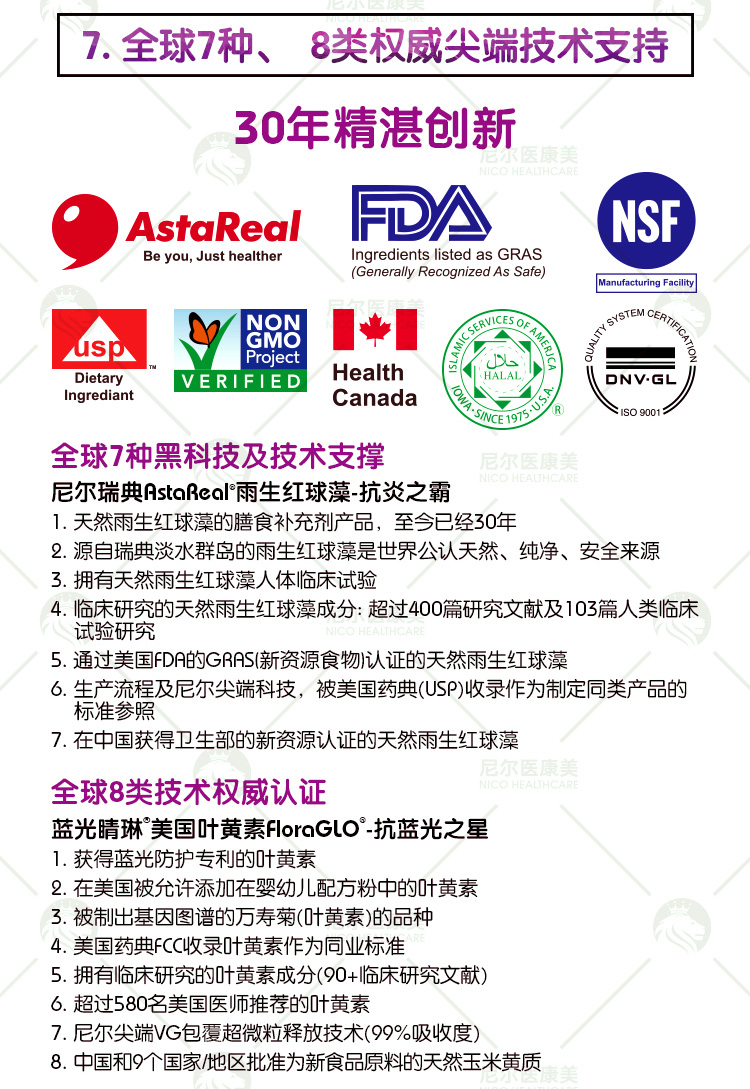 7. 全球7种、 8类权威尖端技术支持
30年精湛创新
AstaReal
Be you, Just healther
FDA
Ingredients listed as GRAS
(Generally Recognized As Safe)
NSF
Manufacturing Facility
usp
TM
Dietary
Ingrediant
NON
GMO
Project
VERIFIED
Health
Canada
ISLAMIC SERVICES OF AMERICA
حلال
HALAL
IOWA · SINCE 1975 · U.S.A.
®
QUALITY SYSTEM CERTIFICATION
DNV·GL
ISO 9001
全球7种黑科技及技术支撑
尼尔瑞典AstaReal®雨生红球藻-抗炎之霸
1. 天然雨生红球藻的膳食补充剂产品，至今已经30年
2. 源自瑞典淡水群岛的雨生红球藻是世界公认天然、纯净、安全来源
3. 拥有天然雨生红球藻人体临床试验
4. 临床研究的天然雨生红球藻成分: 超过400篇研究文献及103篇人类临床
试验研究
5. 通过美国FDA的GRAS(新资源食物)认证的天然雨生红球藻
6. 生产流程及尼尔尖端科技，被美国药典(USP)收录作为制定同类产品的
标准参照
7. 在中国获得卫生部的新资源认证的天然雨生红球藻
全球8类技术权威认证
蓝光睛琳®美国叶黄素FloraGLO®-抗蓝光之星
1. 获得蓝光防护专利的叶黄素
2. 在美国被允许添加在婴幼儿配方粉中的叶黄素
3. 被制出基因图谱的万寿菊(叶黄素)的品种
4. 美国药典FCC收录叶黄素作为同业标准
5. 拥有临床研究的叶黄素成分(90+临床研究文献)
6. 超过580名美国医师推荐的叶黄素
7. 尼尔尖端VG包覆超微粒释放技术(99%吸收度)
8. 中国和9个国家/地区批准为新食品原料的天然玉米黄质
尼尔医康美
NICO HEALTHCARE